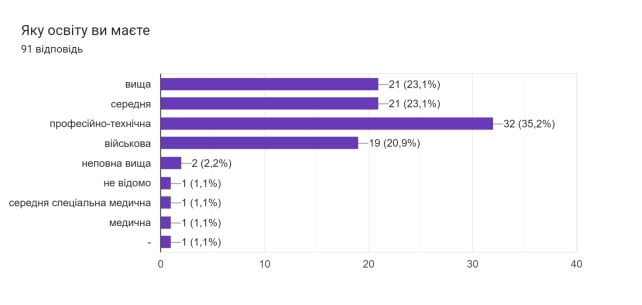 Яку освіту ви маєте
91 відповідь
вища
21 (23,1%)
середня
21 (23,1%)
професійно-технічна
32 (35,2%)
військова
19 (20,9%)
неповна вища
2 (2,2%)
не відомо
1 (1,1%)
середня спеціальна медична
1 (1,1%)
медична
1 (1,1%)
-
1 (1,1%)
0 10 20 30 40